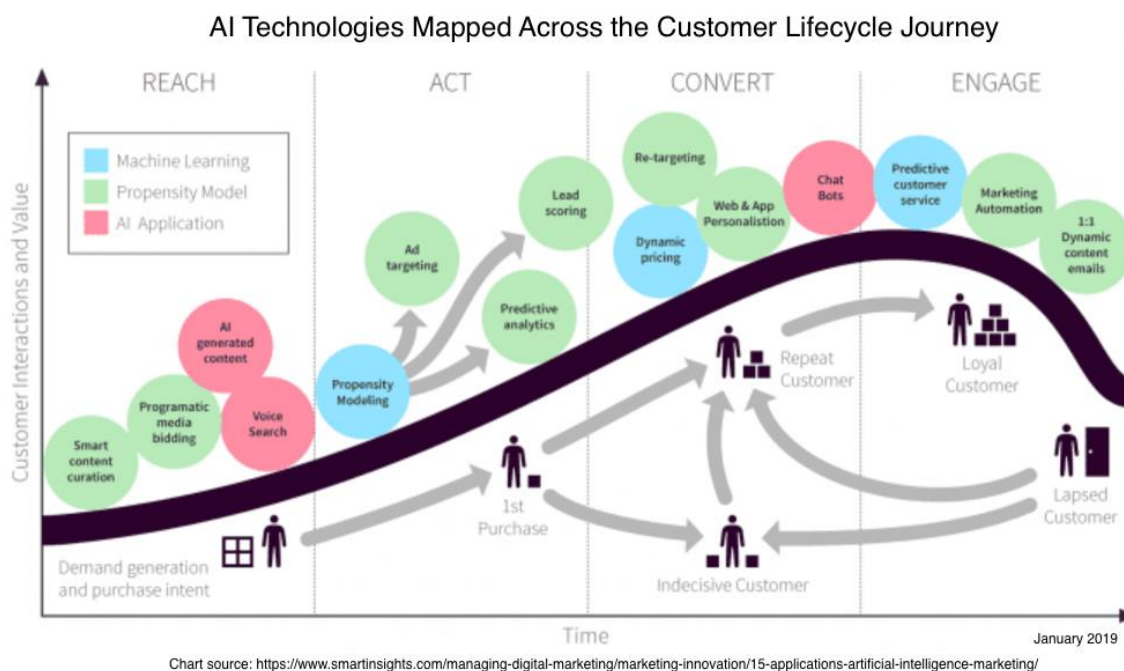 AI Technologies Mapped Across the Customer Lifecycle Journey
REACH
ACT
CONVERT
ENGAGE
Machine Learning
Propensity Model
AI Application
Customer Interactions and Value
Smart
content
curation
Programatic
media
bidding
AI
generated
content
Voice
Search
Propensity
Modeling
Ad
targeting
Lead
scoring
Predictive
analytics
Re-targeting
Dynamic
pricing
Web & App
Personalistion
Chat
Bots
Predictive
customer
service
Marketing
Automation
1:1
Dynamic
content
emails
Demand generation
and purchase intent
1st
Purchase
Repeat
Customer
Indecisive Customer
Loyal
Customer
Lapsed
Customer
Time
January 2019
Chart source: https://www.smartinsights.com/managing-digital-marketing/marketing-innovation/15-applications-artificial-intelligence-marketing/